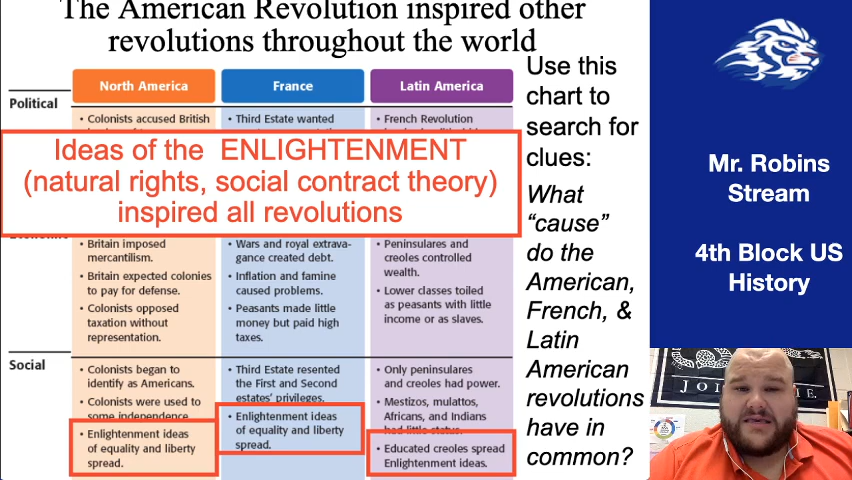 The American Revolution inspired other
revolutions throughout the world
North America
France
Latin America
Political
• Colonists accused British
• Third Estate wanted
• French Revolution
Ideas of the ENLIGHTENMENT
(natural rights, social contract theory)
inspired all revolutions
• Britain imposed
mercantilism.
• Britain expected colonies
to pay for defense.
• Colonists opposed
taxation without
representation.
• Wars and royal extrava-
gance created debt.
• Inflation and famine
caused problems.
• Peasants made little
money but paid high
taxes.
• Peninsulares and
creoles controlled
wealth.
• Lower classes toiled
as peasants with little
income or as slaves.
Social
• Colonists began to
identify as Americans.
• Colonists were used to
some independence.
• Enlightenment ideas
of equality and liberty
spread.
• Third Estate resented
the First and Second
estates' privileges.
• Enlightenment ideas
of equality and liberty
spread.
• Only peninsulares
and creoles had power.
• Mestizos, mulattos,
Africans, and Indians
had little status.
• Educated creoles spread
Enlightenment ideas.
Use this
chart to
search for
clues:
What
“cause”
do the
American,
French, &
Latin
American
revolutions
have in
common?
Mr. Robins
Stream
4th Block US
History